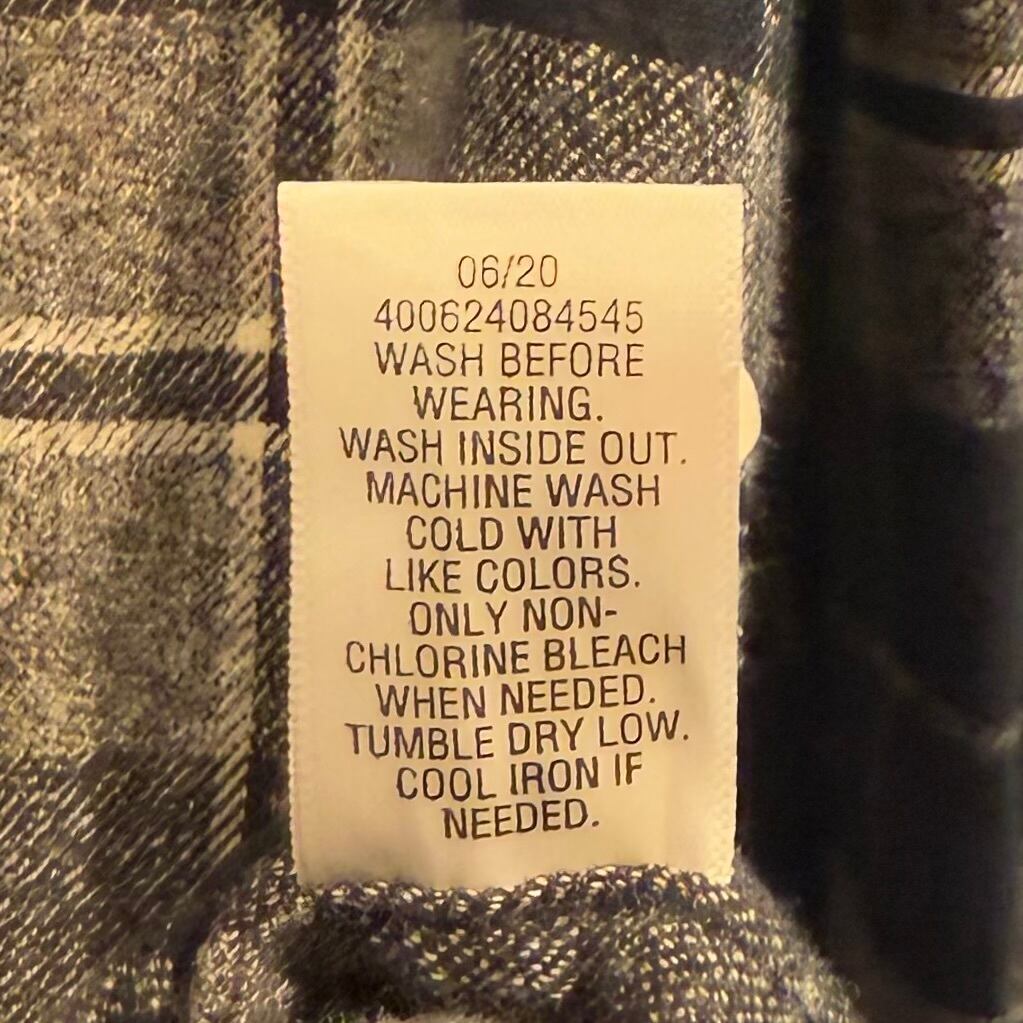 06/20
400624084545
WASH BEFORE
WEARING.
WASH INSIDE OUT.
MACHINE WASH
COLD WITH
LIKE COLORS.
ONLY NON-
CHLORINE BLEACH
WHEN NEEDED.
TUMBLE DRY LOW.
COOL IRON IF
NEEDED.